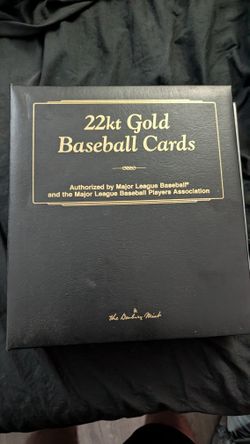 22kt Gold
Baseball Cards
Authorized by Major League Baseball®
and the Major League Baseball Players Association
The Danbury Mint